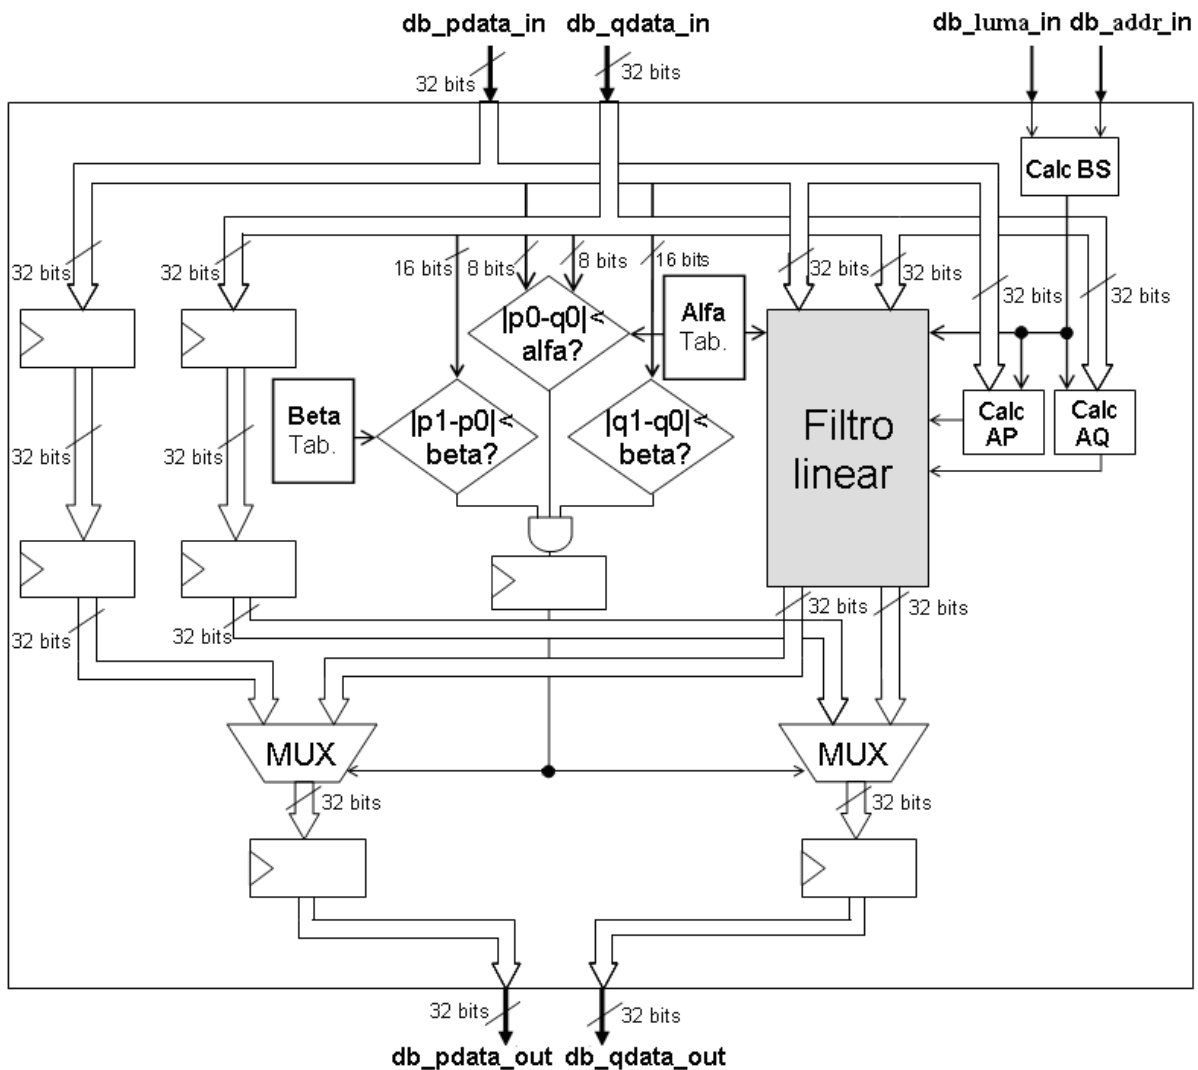 db_pdata_in db_qdata_in db_luma_in db_addr_in
32 bits 32 bits
Calc BS
32 bits 32 bits 16 bits 8 bits 8 bits 16 bits 32 bits 32 bits 32 bits 32 bits
|p0-q0|<
alfa?
Alfa
Tab.
Beta
Tab.
|p1-p0|<
beta?
|q1-q0|<
beta?
Filtro
linear
Calc
AP
Calc
AQ
32 bits 32 bits
32 bits 32 bits 32 bits 32 bits
MUX MUX
32 bits 32 bits
32 bits 32 bits
db_pdata_out db_qdata_out